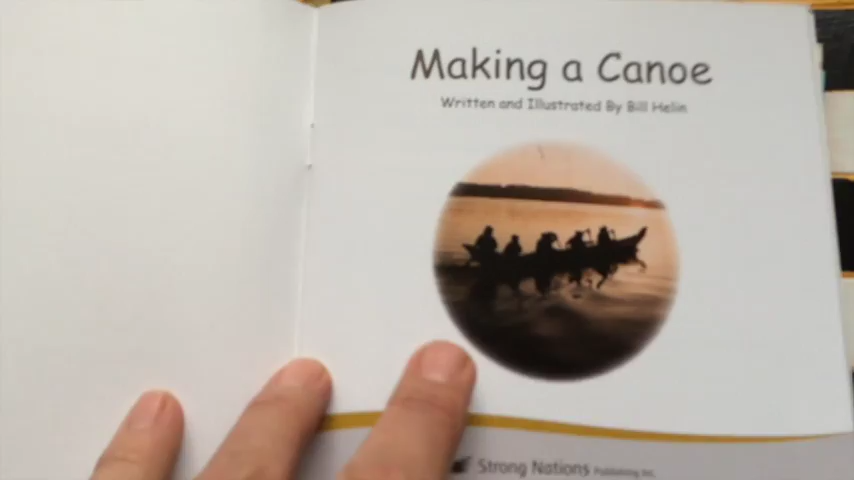 Making a Canoe
Written and Illustrated By Bill Helin
Strong Nations Publishing Inc.